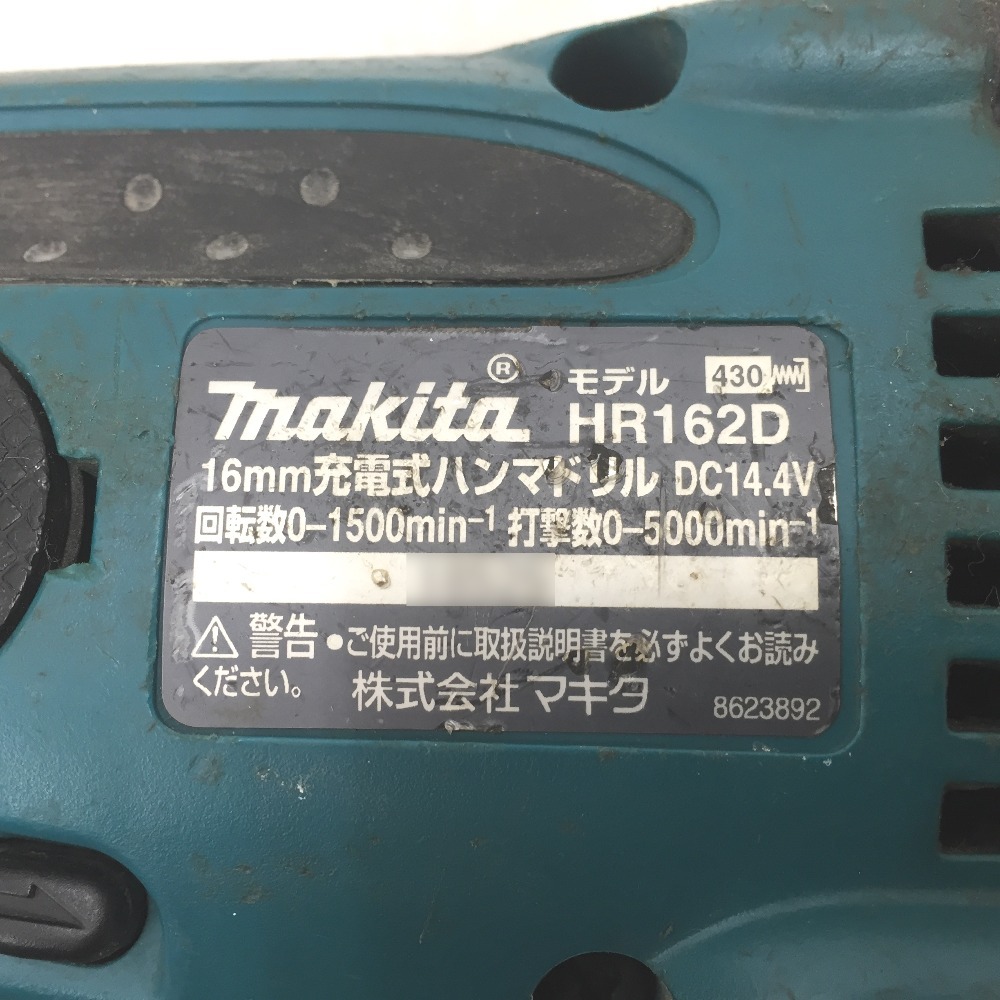 makita® モデル 430
HR162D
16mm充電式ハンマドリル DC14.4V
回転数0-1500min-1 打撃数0-5000min-1
警告 ●ご使用前に取扱説明書を必ずよくお読み
ください。 株式会社 マキタ 8623892